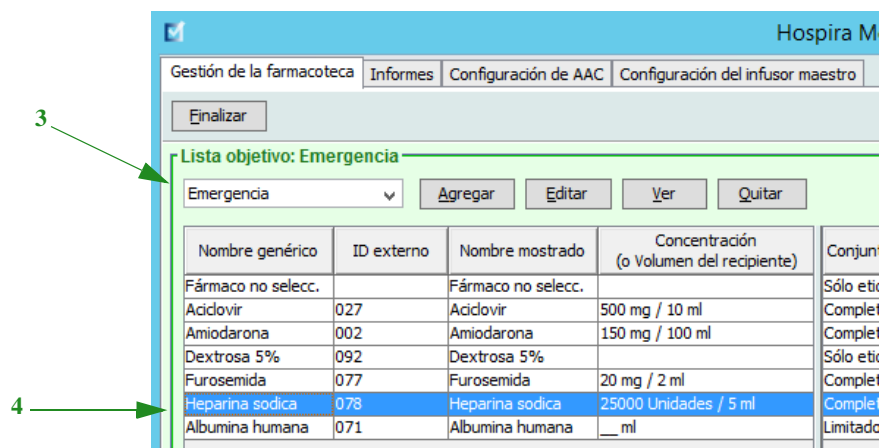 Hospira M
Gestión de la farmacoteca Informes Configuración de AAC Configuración del infusor maestro
Finalizar
3
Lista objetivo: Emergencia
Emergencia Agregar Editar Ver Quitar
Nombre genérico ID externo Nombre mostrado Concentración (o Volumen del recipiente) Conjunt
Fármaco no selecc. Fármaco no selecc. Sólo etiq
Aciclovir 027 Aciclovir 500 mg / 10 ml Complet
Amiodarona 002 Amiodarona 150 mg / 100 ml Complet
Dextrosa 5% 092 Dextrosa 5% Sólo etiq
Furosemida 077 Furosemida 20 mg / 2 ml Complet
4 Heparina sodica 078 Heparina sodica 25000 Unidades / 5 ml Complet
Albumina humana 071 Albumina humana __ ml Limitado